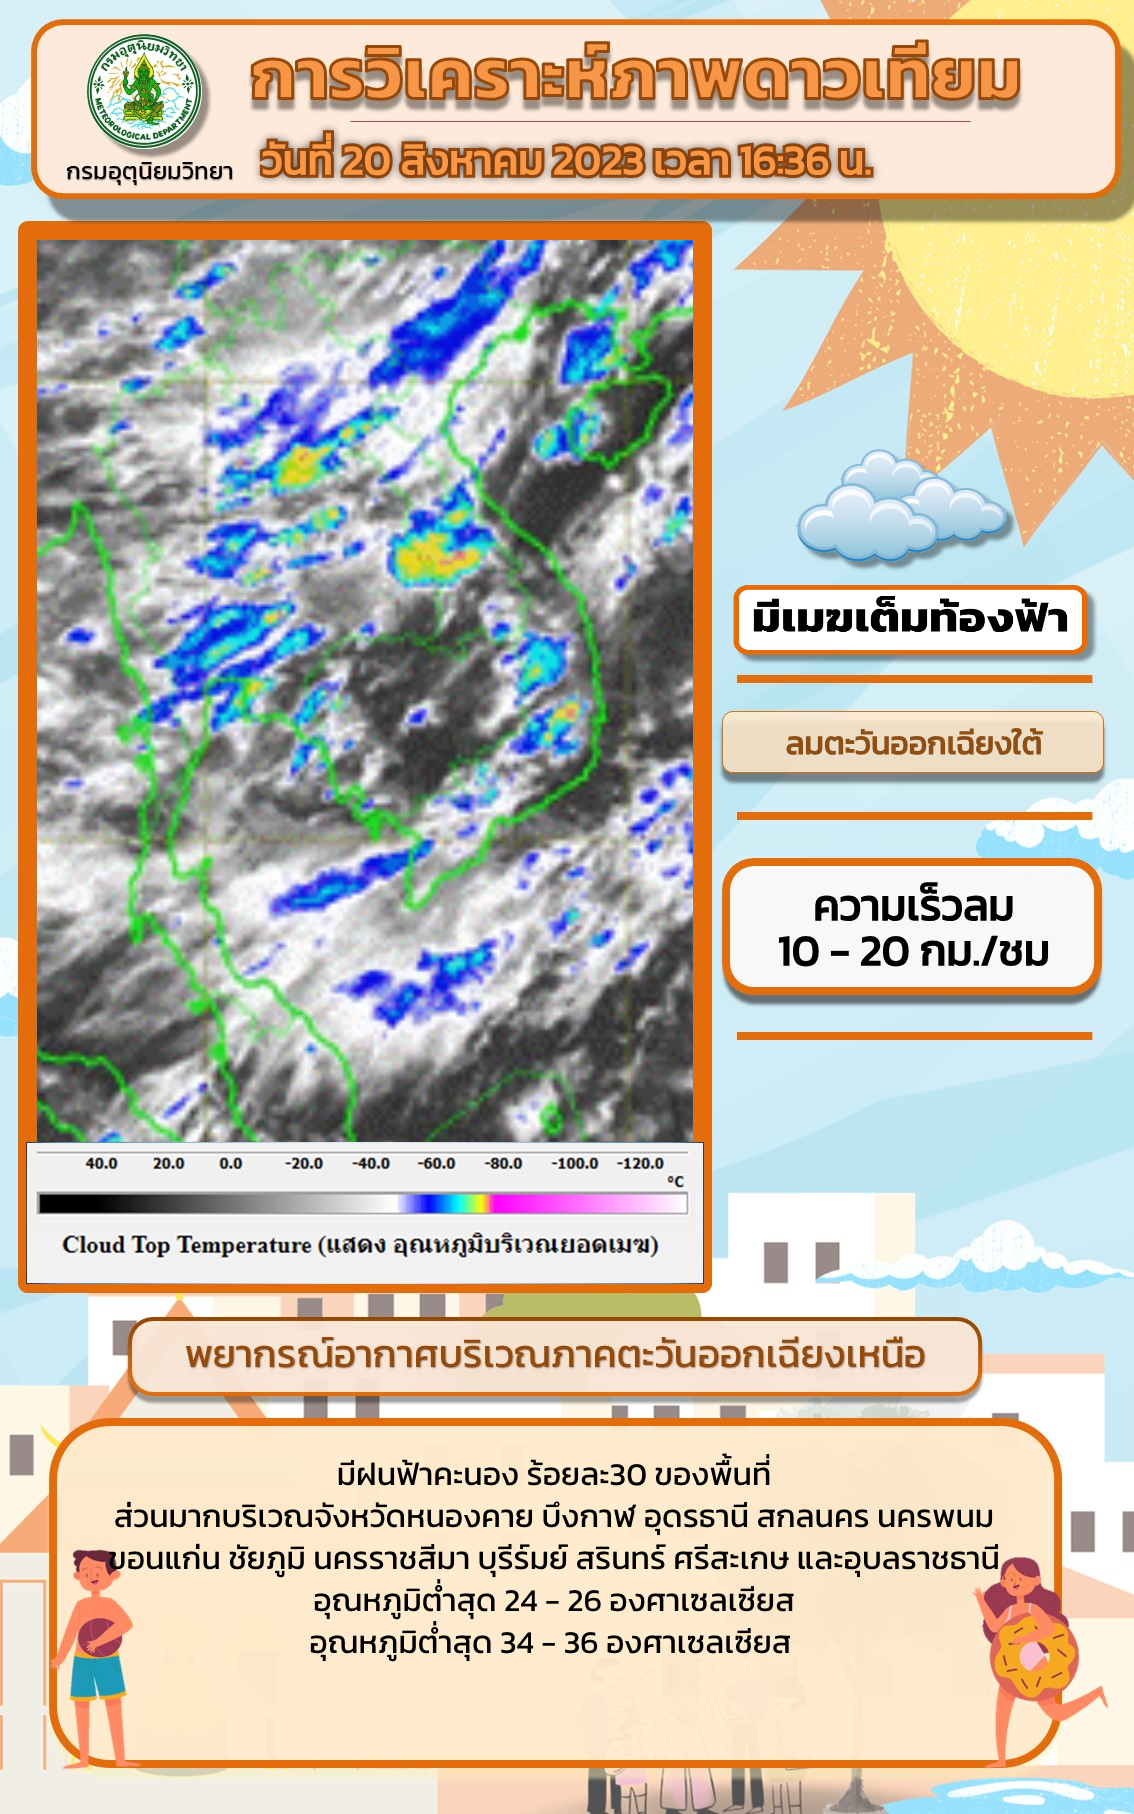 การวิเคราะห์ภาพดาวเทียม
วันที่ 20 สิงหาคม 2023 เวลา 16:36 น.
กรมอุตุนิยมวิทยา
METEOROLOGICAL DEPARTMENT
กรมอุตุนิยมวิทยา
มีเมฆเต็มท้องฟ้า
ลมตะวันออกเฉียงใต้
ความเร็วลม
10 – 20 กม./ชม
40.0 20.0 0.0 -20.0 -40.0 -60.0 -80.0 -100.0 -120.0
°C
Cloud Top Temperature (แสดง อุณหภูมิบริเวณยอดเมฆ)
พยากรณ์อากาศบริเวณภาคตะวันออกเฉียงเหนือ
มีฝนฟ้าคะนอง ร้อยละ30 ของพื้นที่
ส่วนมากบริเวณจังหวัดหนองคาย บึงกาฬ อุดรธานี สกลนคร นครพนม
ขอนแก่น ชัยภูมิ นครราชสีมา บุรีร์มย์ สรินทร์ ศรีสะเกษ และอุบลราชธานี
อุณหภูมิต่ำสุด 24 – 26 องศาเซลเซียส
อุณหภูมิต่ำสุด 34 – 36 องศาเซลเซียส